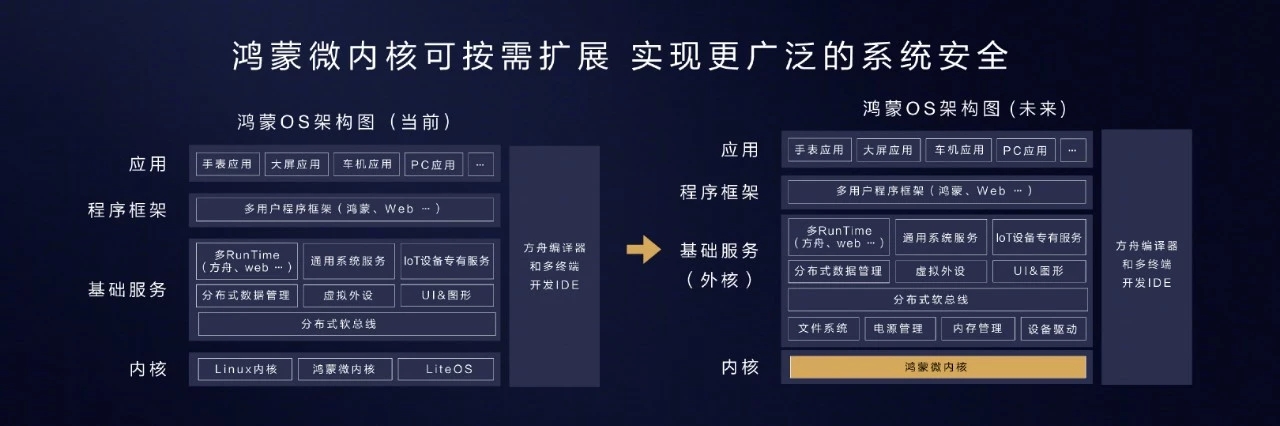 鸿蒙微内核可按需扩展 实现更广泛的系统安全
鸿蒙OS架构图（当前）
应用
手表应用
大屏应用
车机应用
PC应用
…
程序框架
多用户程序框架（鸿蒙、Web …）
基础服务
多RunTime
（方舟、web …）
通用系统服务
IoT设备专有服务
分布式数据管理
虚拟外设
UI&图形
分布式软总线
内核
Linux内核
鸿蒙微内核
LiteOS
方舟编译器
和多终端
开发IDE
鸿蒙OS架构图（未来）
应用
手表应用
大屏应用
车机应用
PC应用
…
程序框架
多用户程序框架（鸿蒙、Web …）
基础服务
（外核）
多RunTime
（方舟、web …）
通用系统服务
IoT设备专有服务
分布式数据管理
虚拟外设
UI&图形
分布式软总线
文件系统
电源管理
内存管理
设备驱动
内核
鸿蒙微内核
方舟编译器
和多终端
开发IDE